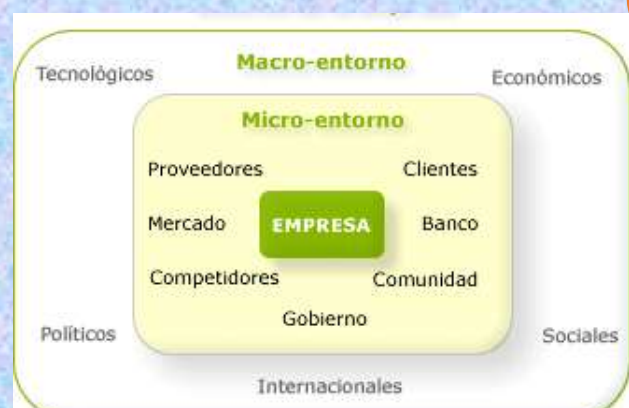 Macro-entorno
Tecnológicos
Económicos
Micro-entorno
Proveedores
Clientes
Mercado
EMPRESA
Banco
Competidores
Comunidad
Gobierno
Políticos
Sociales
Internacionales